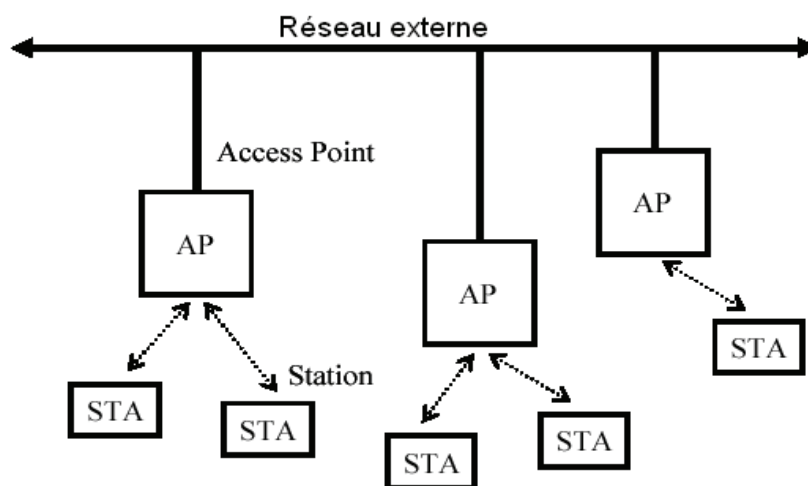 Réseau externe
Access Point
AP
AP
AP
STA
Station
STA
STA
STA
STA